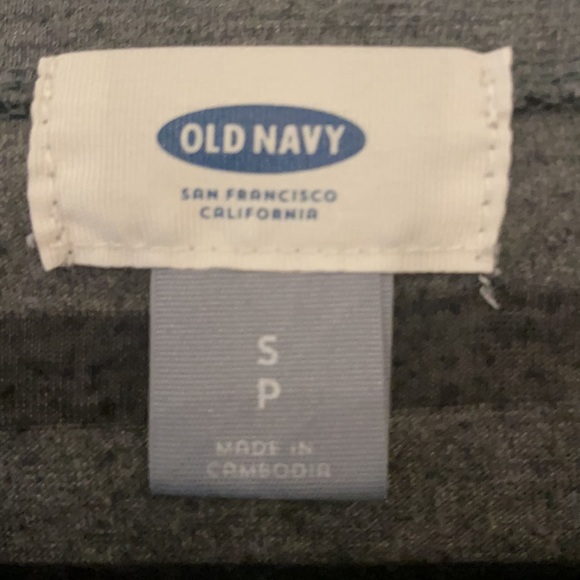 OLD NAVY
SAN FRANCISCO
CALIFORNIA
S
P
MADE IN
CAMBODIA